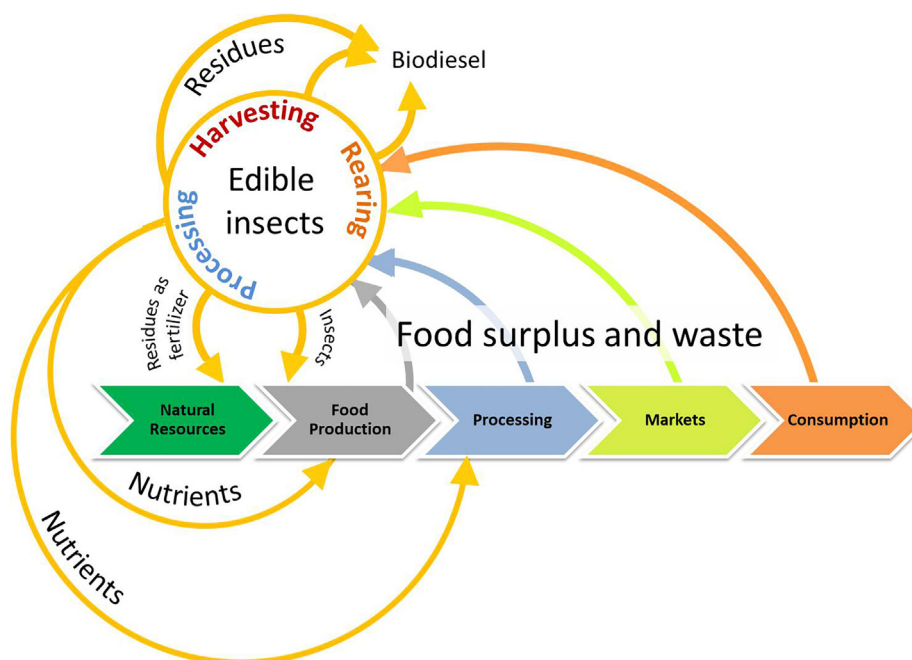 Residues
Biodiesel
Harvesting
Rearing
Edible
insects
Processing
Residues as
fertilizer
Insects
Food surplus and waste
Natural
Resources
Food
Production
Processing
Markets
Consumption
Nutrients
Nutrients